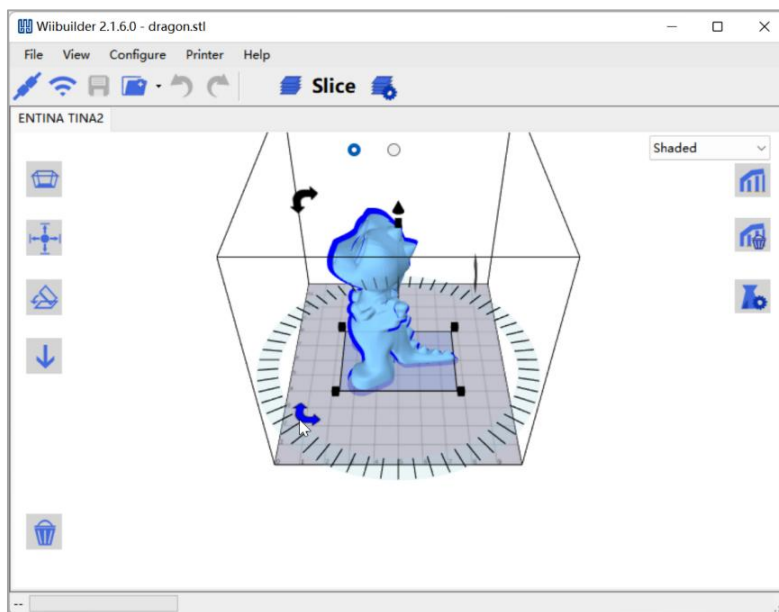 Wiibuilder 2.1.6.0 - dragon.stl
File View Configure Printer Help
Slice
ENTINA TINA2
Shaded
--